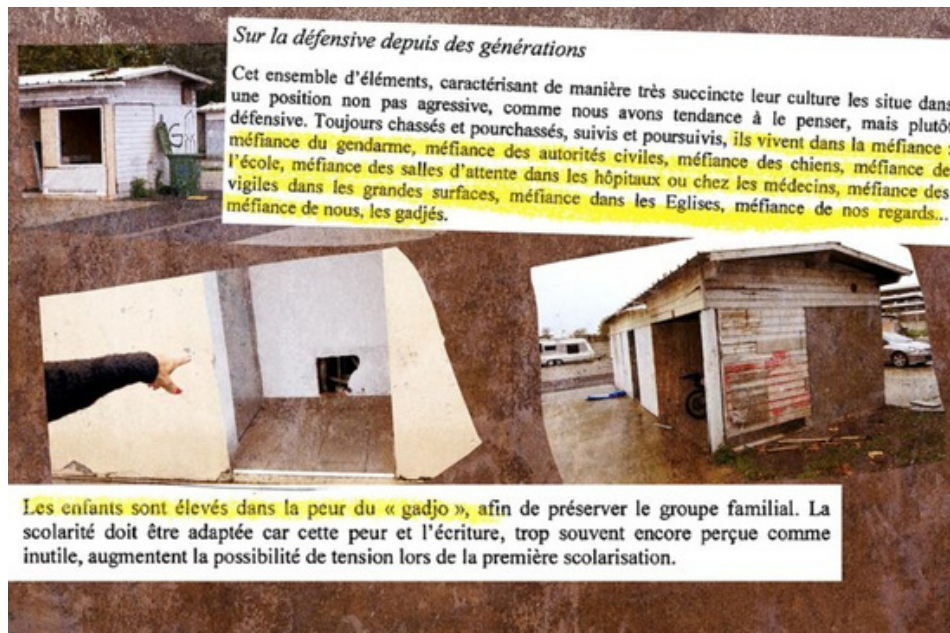 Sur la défensive depuis des générations
Cet ensemble d'éléments, caractérisant de manière très succincte leur culture les situe dans
une position non pas agressive, comme nous avons tendance à le penser, mais plutôt
défensive. Toujours chassés et pourchassés, suivis et poursuivis, ils vivent dans la méfiance :
méfiance du gendarme, méfiance des autorités civiles, méfiance des chiens, méfiance de
l'école, méfiance des salles d'attente dans les hôpitaux ou chez les médecins, méfiance des
vigiles dans les grandes surfaces, méfiance dans les Eglises, méfiance de nos regards...
méfiance de nous, les gadjés.
Les enfants sont élevés dans la peur du « gadjo », afin de préserver le groupe familial. La
scolarité doit être adaptée car cette peur et l'écriture, trop souvent encore perçue comme
inutile, augmentent la possibilité de tension lors de la première scolarisation.